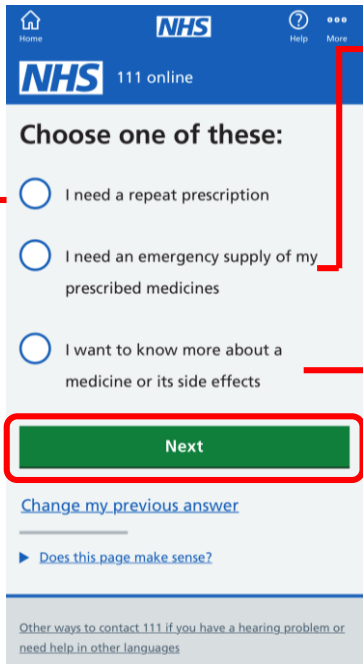 NHS
Home
Help
More
NHS 111 online
Choose one of these:
I need a repeat prescription
I need an emergency supply of my
prescribed medicines
I want to know more about a
medicine or its side effects
Next
Change my previous answer
Does this page make sense?
Other ways to contact 111 if you have a hearing problem or
need help in other languages